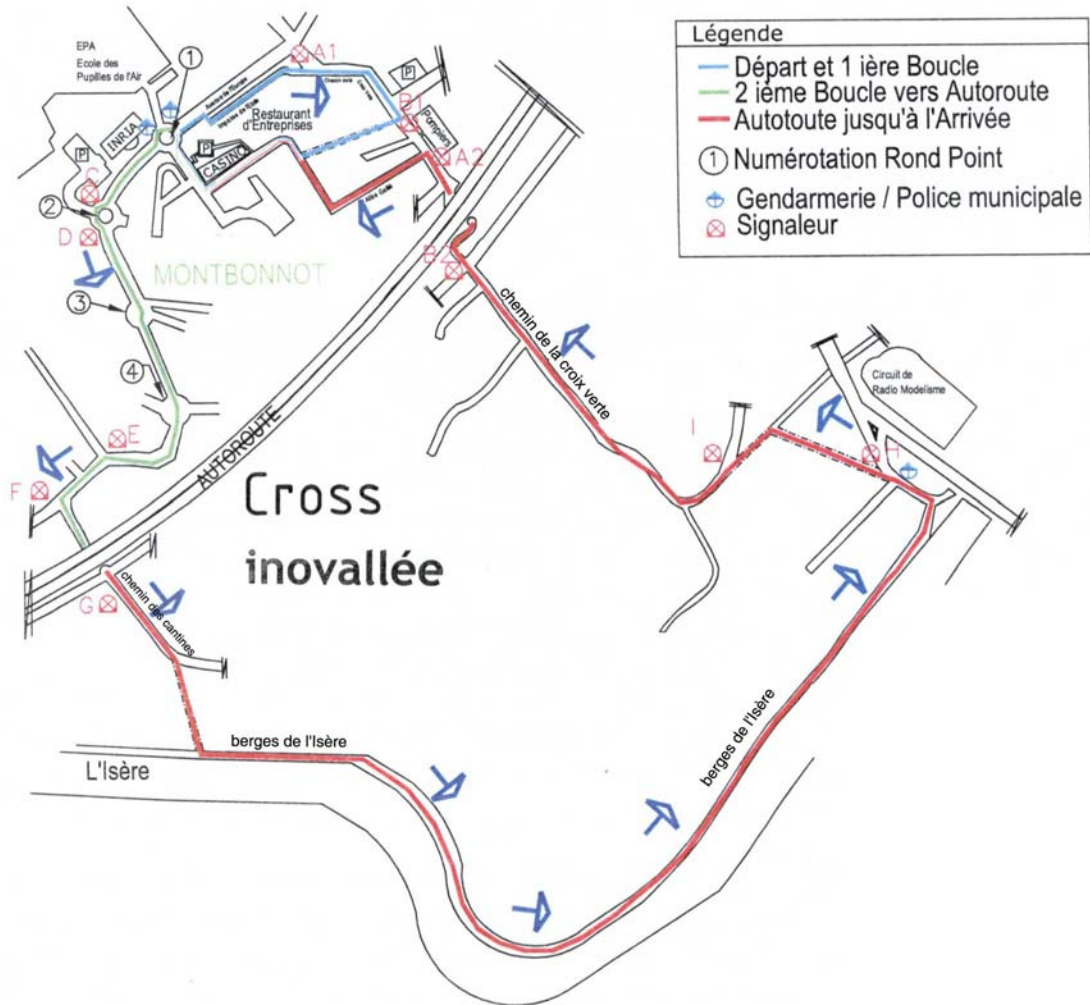 Légende
Départ et 1 ière Boucle
2 ième Boucle vers Autoroute
Autotoute jusqu'à l'Arrivée
1 Numérotation Rond Point
Gendarmerie / Police municipale
Signaleur
EPA
Ecole des
Pupilles de l'Air
1
A1
P
Avenue de l'Europe
Restaurant
d'Entreprises
B1
Pompiers
INRIA
P
P
CASINO
A2
C
2
D
MONTBONNOT
B2
3
chemin de la croix verte
4
Circuit de
Radio Modelisme
E
I
H
AUTOROUTE
F
Cross
inovallée
G
chemin des cantines
berges de l'Isère
berges de l'Isère
L'Isère